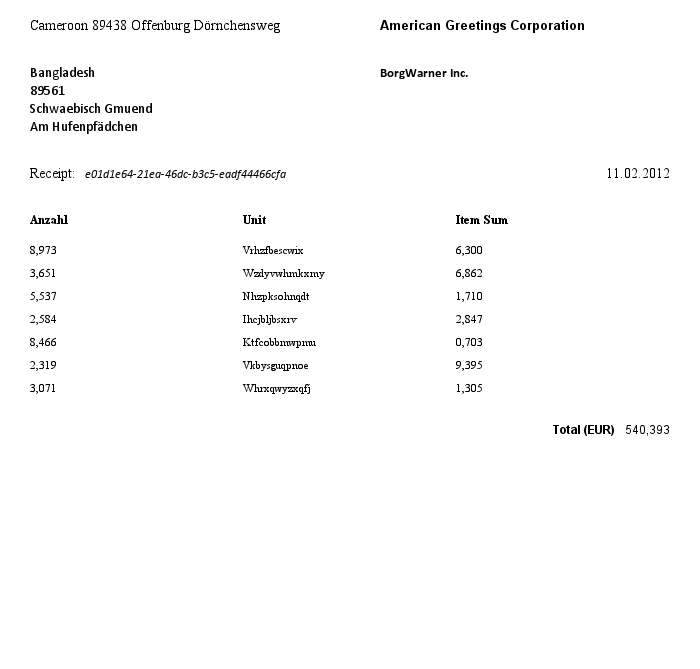 Cameroon 89438 Offenburg Dörnchensweg American Greetings Corporation
Bangladesh BorgWarner Inc.
89561
Schwaebisch Gmuend
Am Hufenpfädchen
Receipt: e01d1e64-21ea-46dc-b3c5-eadf44466cfa 11.02.2012
Anzahl Unit Item Sum
8,973 Vrhzfbescwix 6,300
3,651 Wzdyvwhmkxmy 6,862
5,537 Nhzpksohnqdt 1,710
2,584 Ihcjbljbsxrv 2,847
8,466 Ktfcobbmwpmu 0,703
2,319 Vkbysguqpnoe 9,395
3,071 Whrxqwyzxqfj 1,305
Total (EUR) 540,393